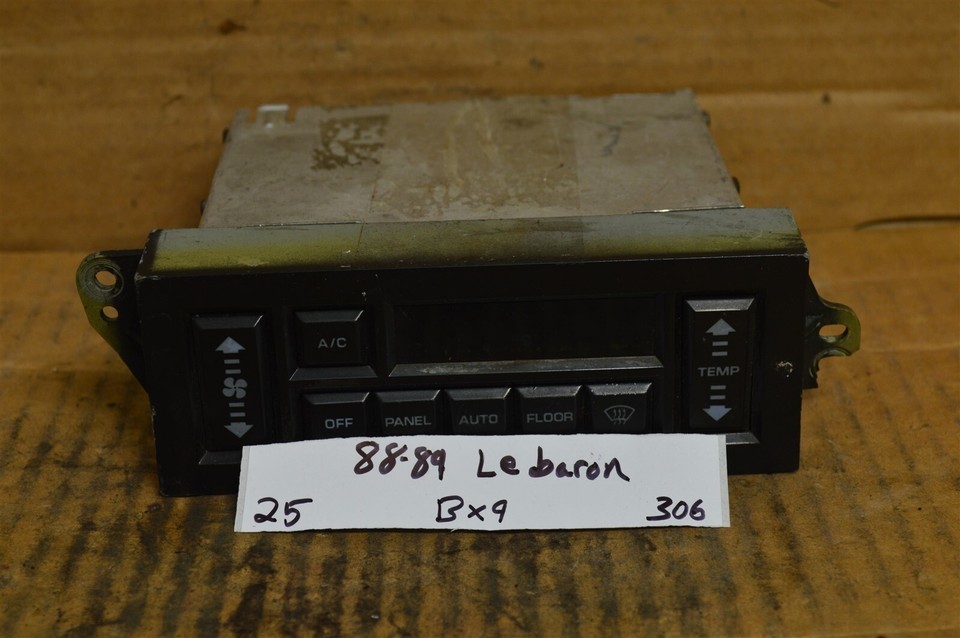 A/C
TEMP
OFF PANEL AUTO FLOOR
88-89 Lebaron
25 Bx9 306